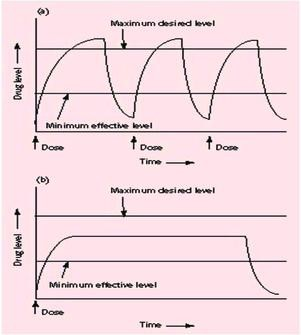 (a)
Maximum desired level
Drug level
Minimum effective level
Dose
Dose
Dose
Time
(b)
Maximum desired level
Drug level
Minimum effective level
Dose
Time